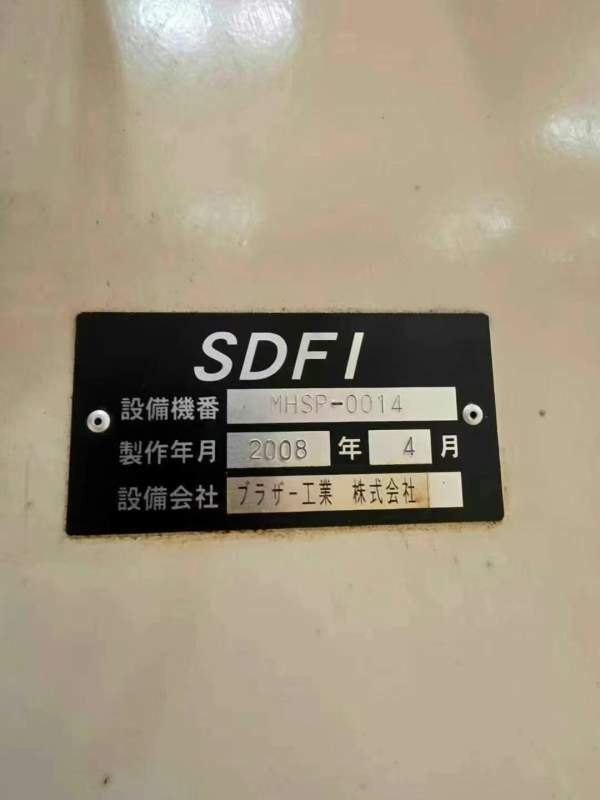 SDFI
設備機番 MHSP-0014
製作年月 2008 年 4 月
設備会社 ブラザー工業 株式会社